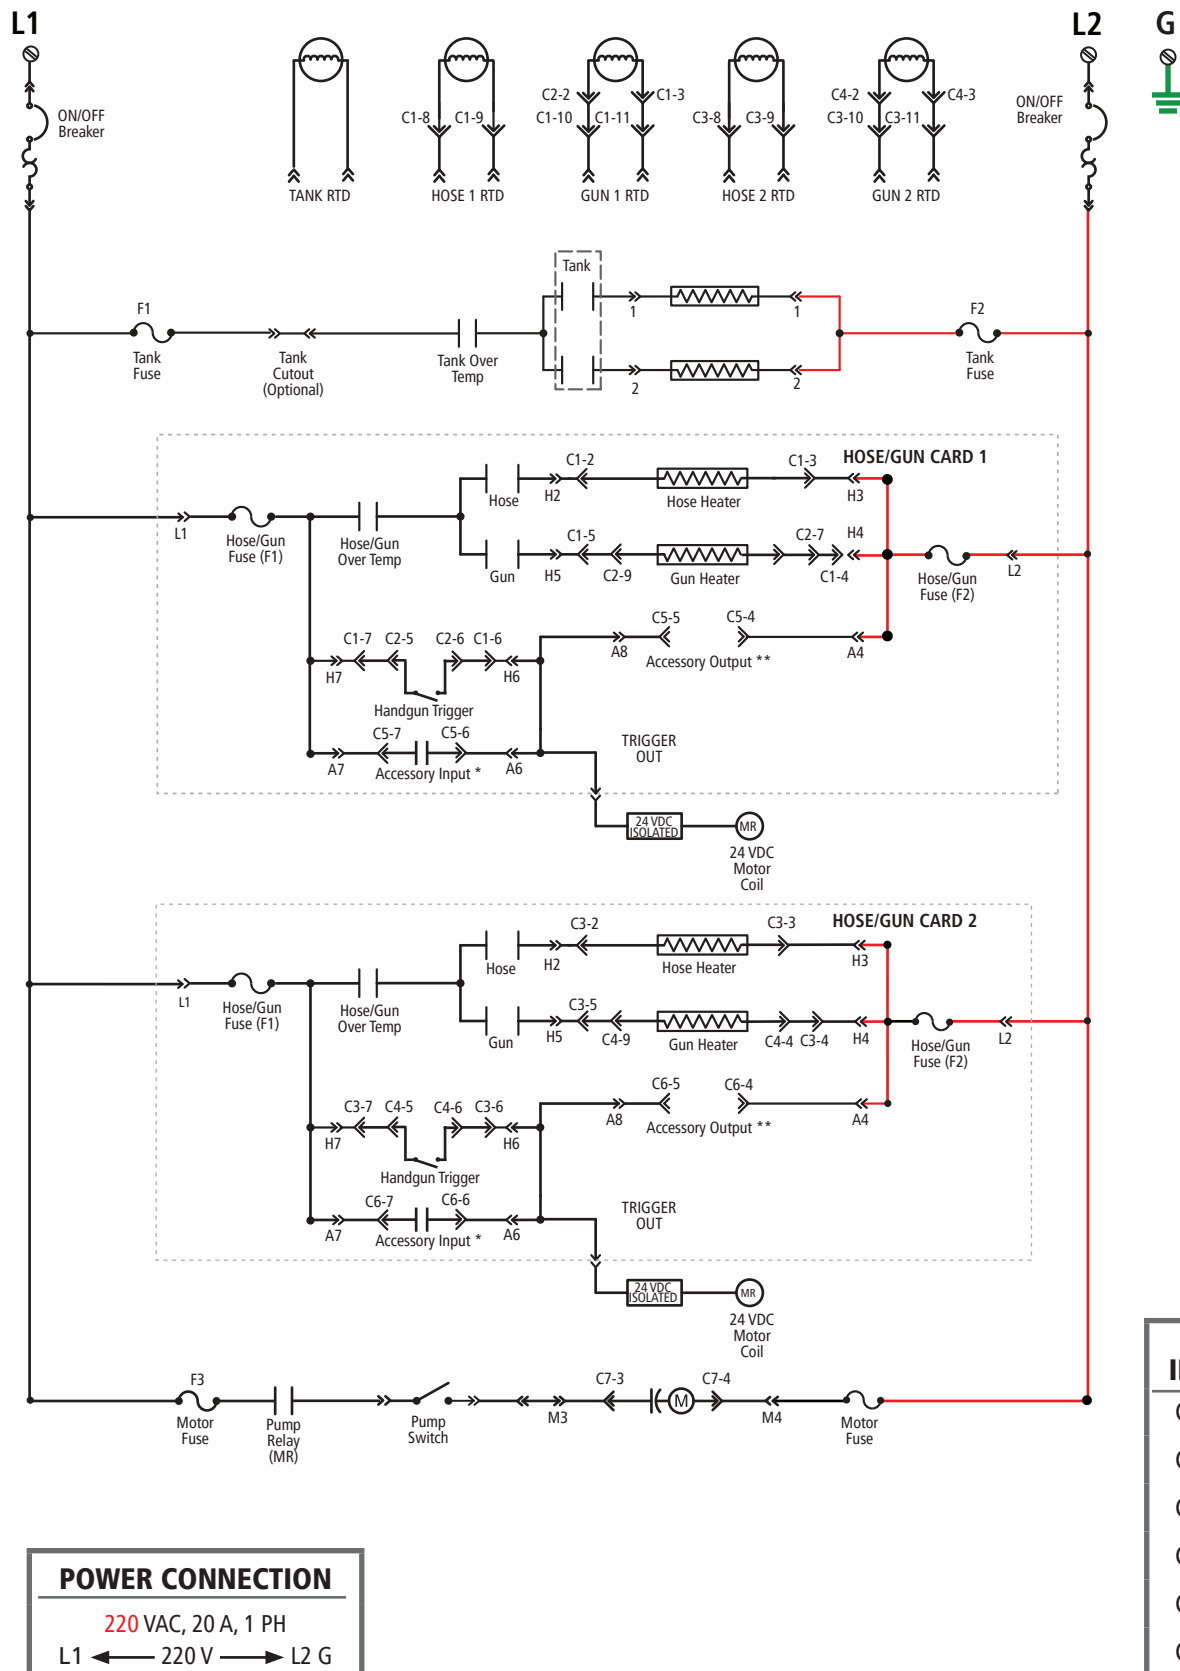 L1
L2
G
ON/OFF
Breaker
ON/OFF
Breaker
C2-2
C1-3
C4-2
C4-3
C1-8
C1-9
C1-10
C1-11
C3-8
C3-9
C3-10
C3-11
TANK RTD
HOSE 1 RTD
GUN 1 RTD
HOSE 2 RTD
GUN 2 RTD
Tank
F1
1
1
F2
Tank
Fuse
Tank
Cutout
(Optional)
Tank Over
Temp
2
2
Tank
Fuse
HOSE/GUN CARD 1
C1-2
C1-3
Hose
H2
Hose Heater
H3
L1
Hose/Gun
Fuse (F1)
Hose/Gun
Over Temp
C1-5
C2-7
H4
Gun
H5
C2-9
Gun Heater
C1-4
Hose/Gun
Fuse (F2)
L2
C5-5
C5-4
A8
Accessory Output **
A4
C1-7
C2-5
C2-6
C1-6
H7
H6
Handgun Trigger
C5-7
C5-6
TRIGGER
OUT
A7
Accessory Input *
A6
24 VDC
ISOLATED
MR
24 VDC
Motor
Coil
HOSE/GUN CARD 2
C3-2
C3-3
Hose
H2
Hose Heater
H3
L1
Hose/Gun
Fuse (F1)
Hose/Gun
Over Temp
C3-5
Gun
H5
C4-9
Gun Heater
C4-4
C3-4
H4
Hose/Gun
Fuse (F2)
L2
C6-5
C6-4
A8
Accessory Output **
A4
C3-7
C4-5
C4-6
C3-6
H7
H6
Handgun Trigger
C6-7
C6-6
TRIGGER
OUT
A7
Accessory Input *
A6
24 VDC
ISOLATED
MR
24 VDC
Motor
Coil
F3
C7-3
C7-4
M
Motor
Fuse
Pump
Relay
(MR)
Pump
Switch
M3
M4
Motor
Fuse
POWER CONNECTION
220 VAC, 20 A, 1 PH
L1 220 V L2 G